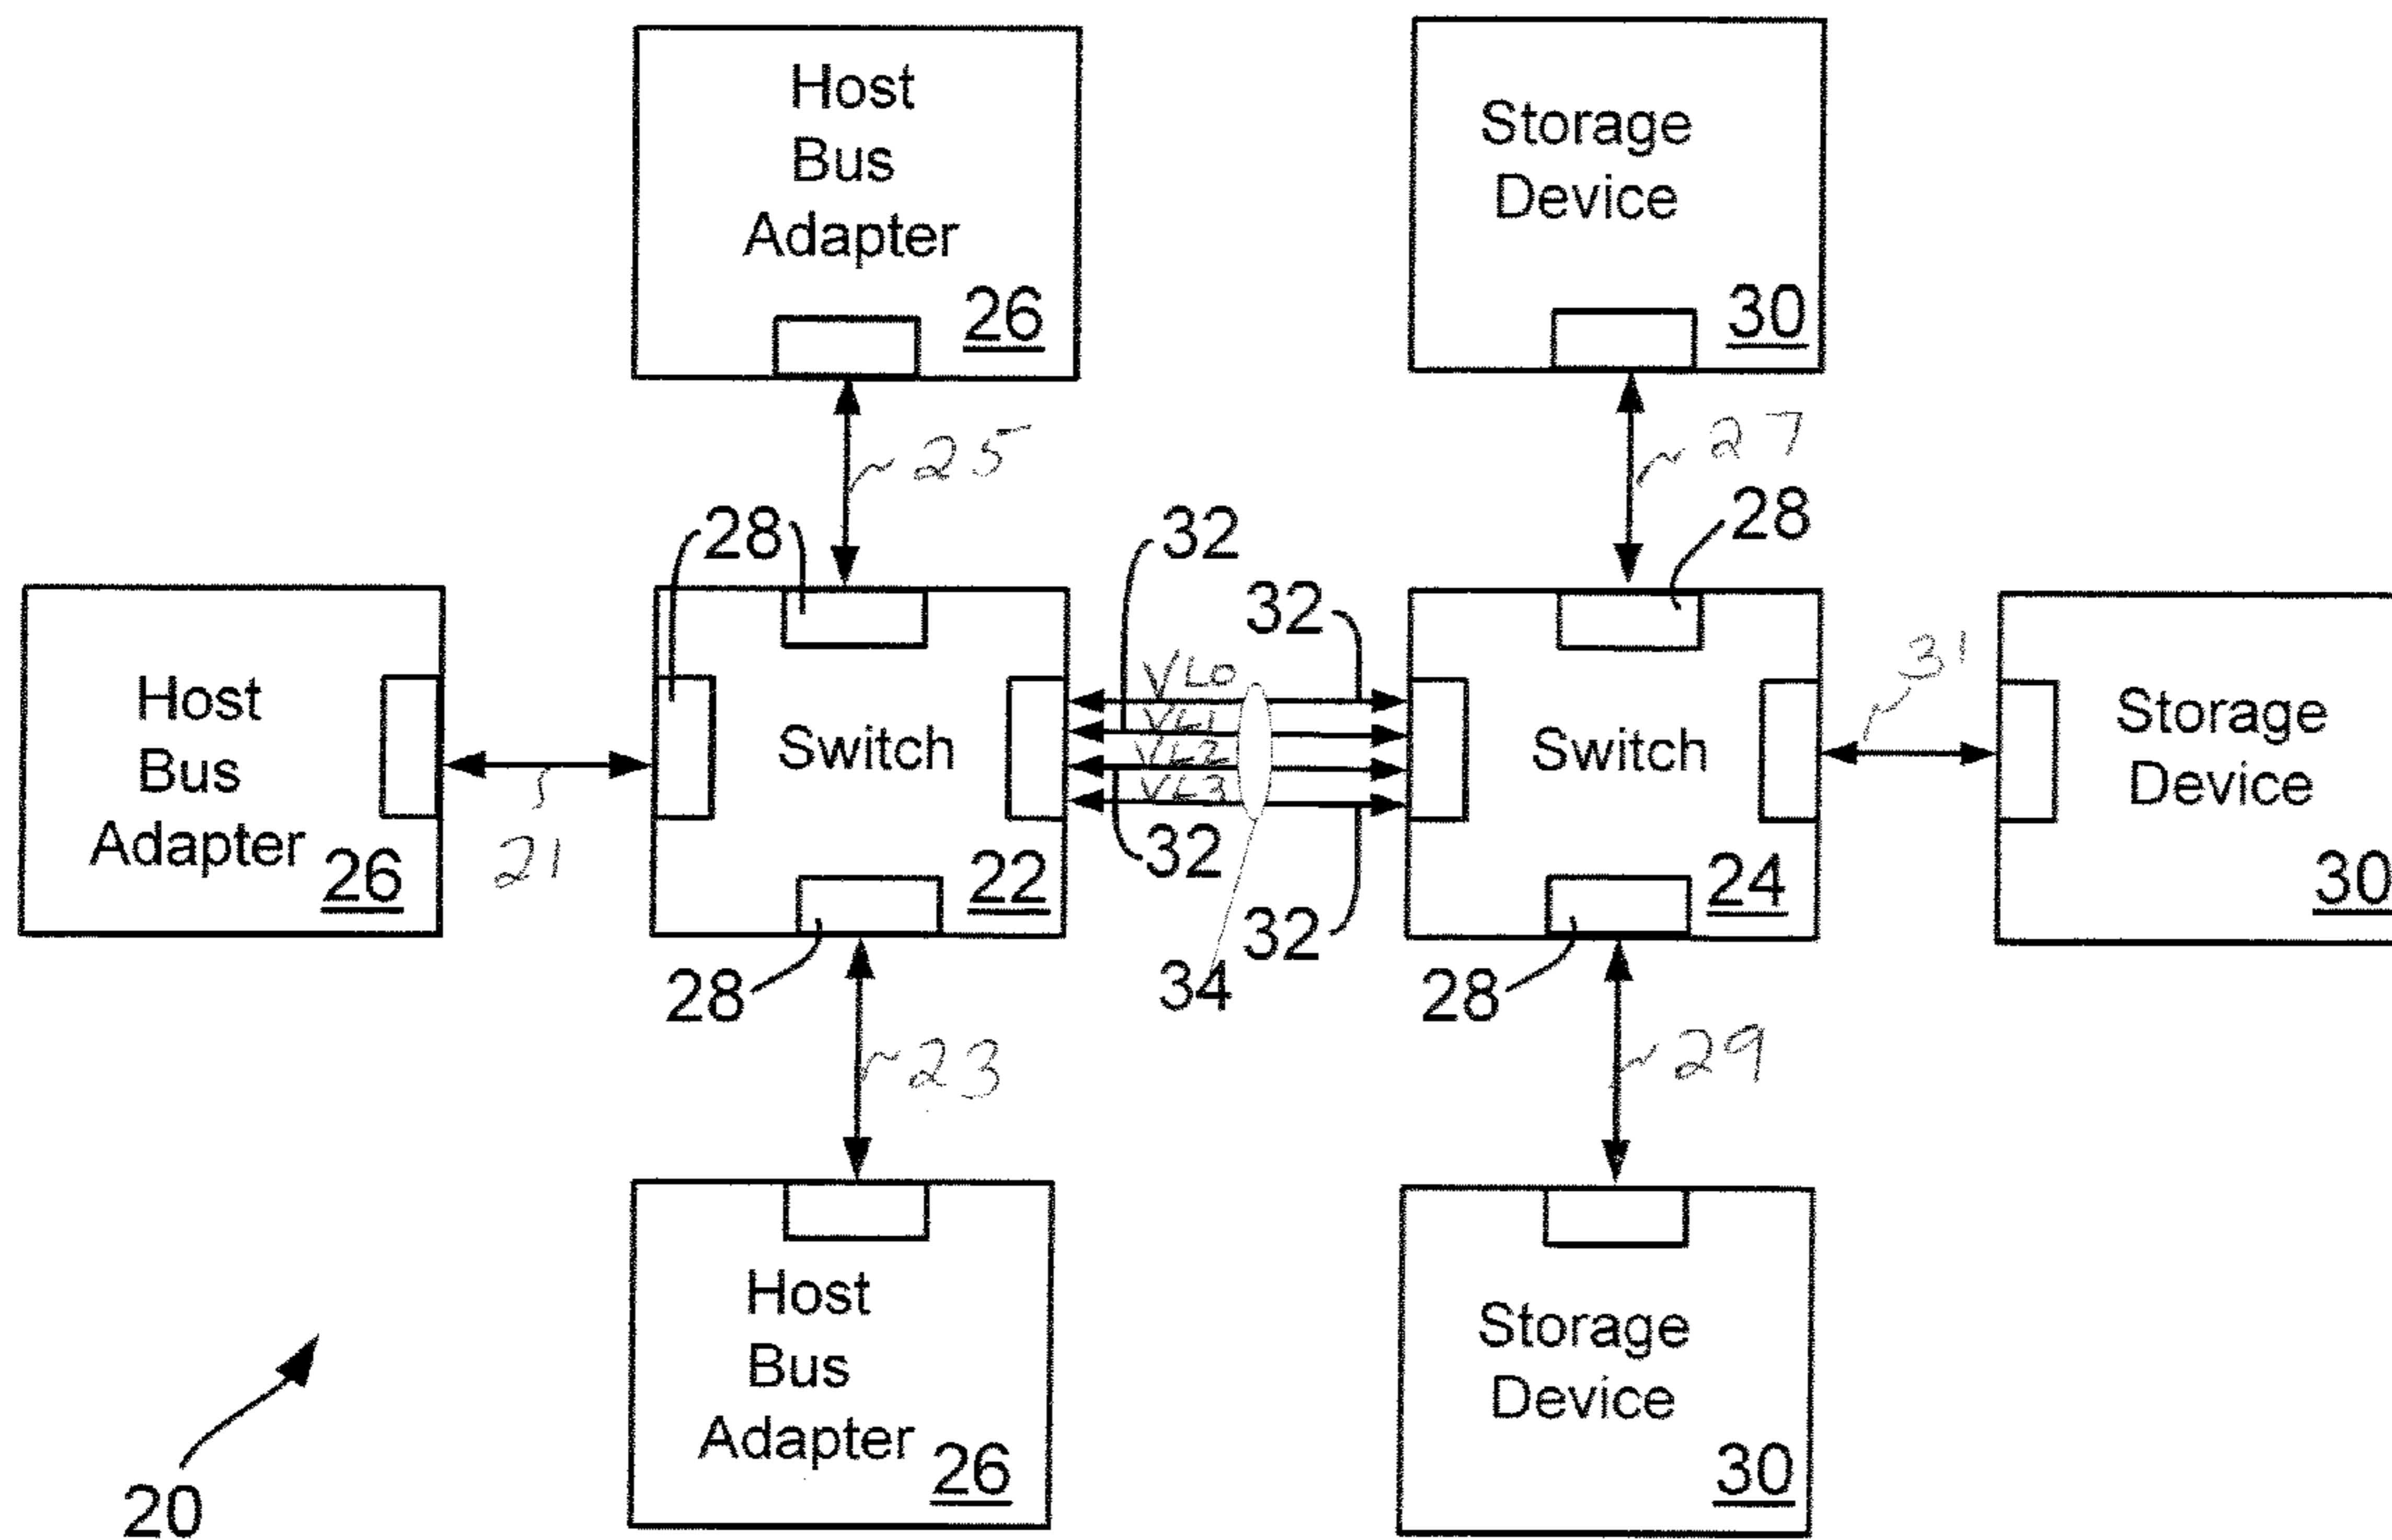 Host
Bus
Adapter
26
Storage
Device
30
25
27
28
32
28
32
31
Host
Bus
Adapter
26
21
Switch
22
VL0
VL1
VL2
VL3
32
32
34
Switch
24
Storage
Device
30
28
28
23
29
Host
Bus
Adapter
26
Storage
Device
30
20